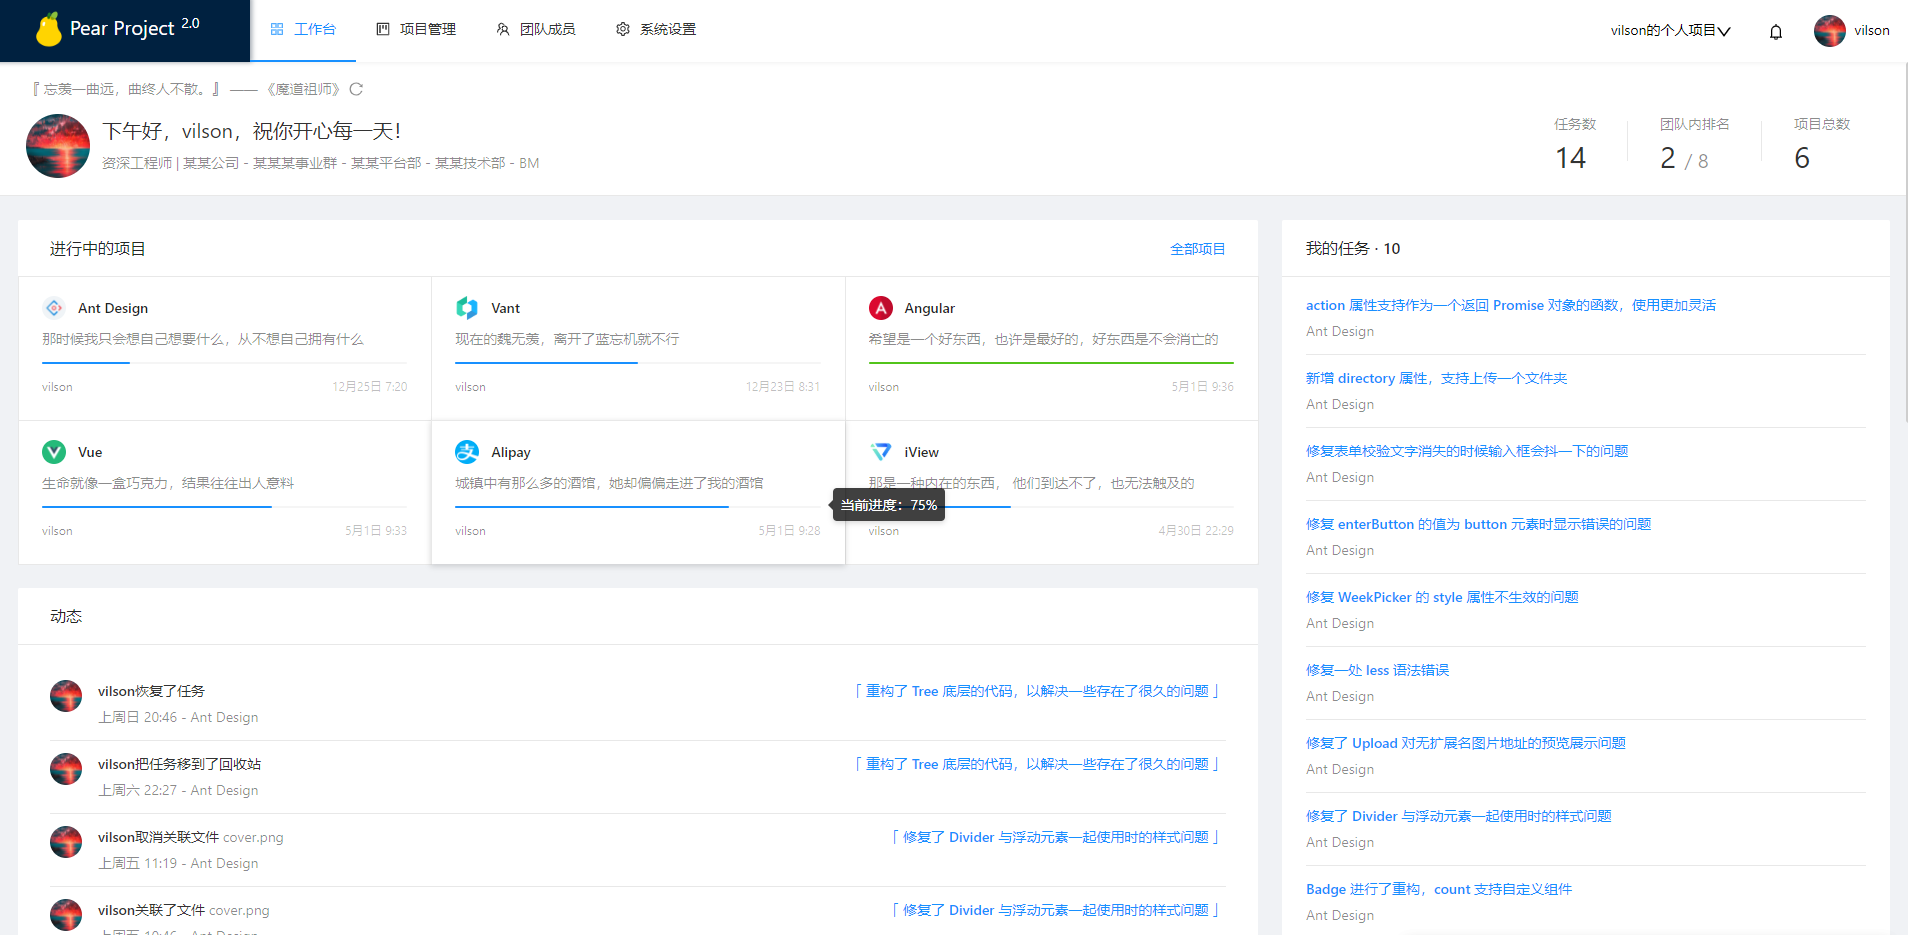 Pear Project 2.0
工作台
项目管理
团队成员
系统设置
vilson的个人项目
vilson
『 忘羡一曲远，曲终人不散。』 —— 《魔道祖师》
下午好，vilson，祝你开心每一天！
资深工程师 | 某某公司 - 某某某事业群 - 某某平台部 - 某某技术部 - BM
任务数
14
团队内排名
2 / 8
项目总数
6
进行中的项目
全部项目
Ant Design
那时候我只会想自己想要什么，从不想自己拥有什么
vilson
12月25日 7:20
Vant
现在的魏无羡，离开了蓝忘机就不行
vilson
12月23日 8:31
Angular
希望是一个好东西，也许是最好的，好东西是不会消亡的
vilson
5月1日 9:36
Vue
生命就像一盒巧克力，结果往往出人意料
vilson
5月1日 9:33
Alipay
城镇中有那么多的酒馆，她却偏偏走进了我的酒馆
vilson
5月1日 9:28
当前进度：75%
iView
那是一种内在的东西， 他们到达不了，也无法触及的
vilson
4月30日 22:29
动态
vilson恢复了任务
「 重构了 Tree 底层的代码，以解决一些存在了很久的问题 」
上周日 20:46 - Ant Design
vilson把任务移到了回收站
「 重构了 Tree 底层的代码，以解决一些存在了很久的问题 」
上周六 22:27 - Ant Design
vilson取消关联文件 cover.png
「 修复了 Divider 与浮动元素一起使用时的样式问题 」
上周五 11:19 - Ant Design
vilson关联了文件 cover.png
「 修复了 Divider 与浮动元素一起使用时的样式问题 」
上周五 10:46 - Ant Design
我的任务 · 10
action 属性支持作为一个返回 Promise 对象的函数，使用更加灵活
Ant Design
新增 directory 属性，支持上传一个文件夹
Ant Design
修复表单校验文字消失的时候输入框会抖一下的问题
Ant Design
修复 enterButton 的值为 button 元素时显示错误的问题
Ant Design
修复 WeekPicker 的 style 属性不生效的问题
Ant Design
修复一处 less 语法错误
Ant Design
修复了 Upload 对无扩展名图片地址的预览展示问题
Ant Design
修复了 Divider 与浮动元素一起使用时的样式问题
Ant Design
Badge 进行了重构，count 支持自定义组件
Ant Design